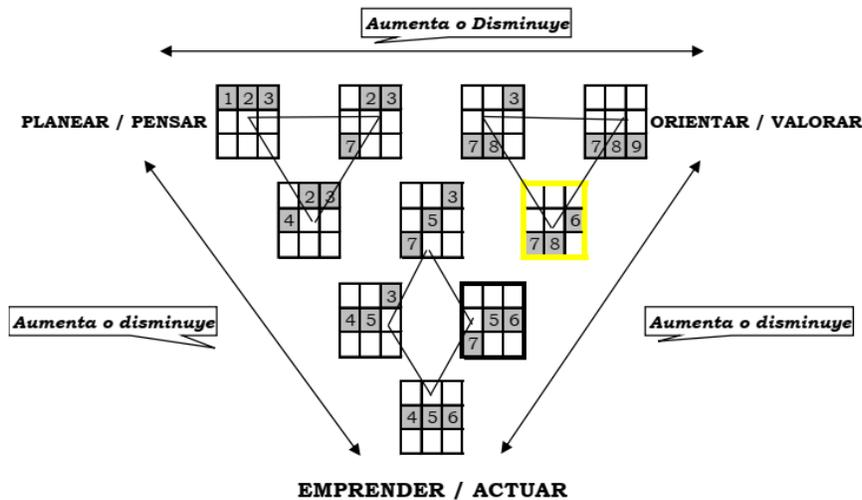 Aumenta o Disminuye
1 2 3
2 3
3
PLANEAR / PENSAR
ORIENTAR / VALORAR
7
7 8
7 8 9
2 3
3
4
5
6
7
7 8
3
Aumenta o disminuye
4 5
5 6
Aumenta o disminuye
7
4 5 6
EMPRENDER / ACTUAR